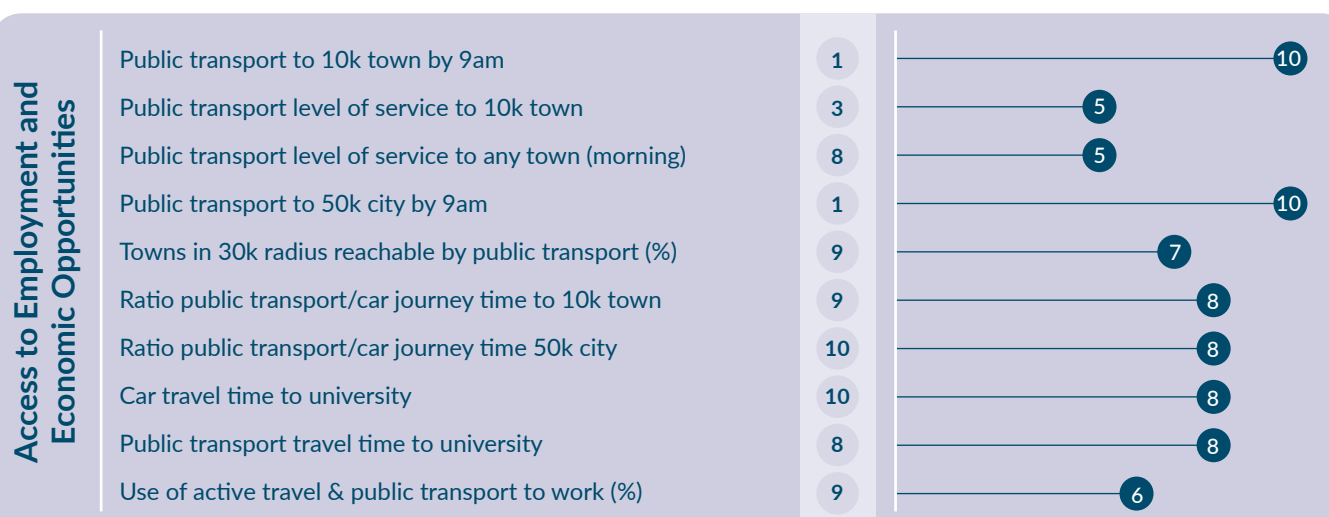 Access to Employment and
Economic Opportunities
Public transport to 10k town by 9am 1 10
Public transport level of service to 10k town 3 5
Public transport level of service to any town (morning) 8 5
Public transport to 50k city by 9am 1 10
Towns in 30k radius reachable by public transport (%) 9 7
Ratio public transport/car journey time to 10k town 9 8
Ratio public transport/car journey time 50k city 10 8
Car travel time to university 10 8
Public transport travel time to university 8 8
Use of active travel & public transport to work (%) 9 6